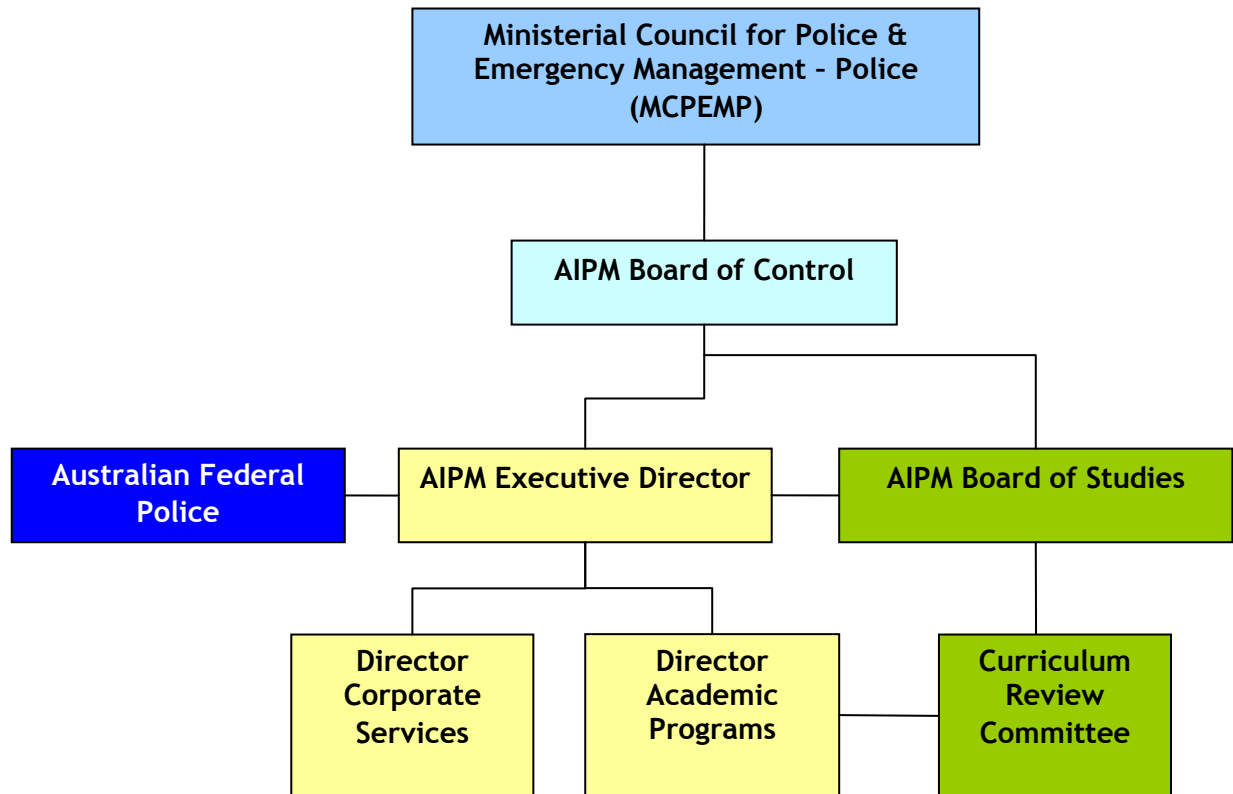 Ministerial Council for Police &
Emergency Management – Police
(MCPEMP)
AIPM Board of Control
Australian Federal
Police
AIPM Executive Director
AIPM Board of Studies
Director
Corporate
Services
Director
Academic
Programs
Curriculum
Review
Committee